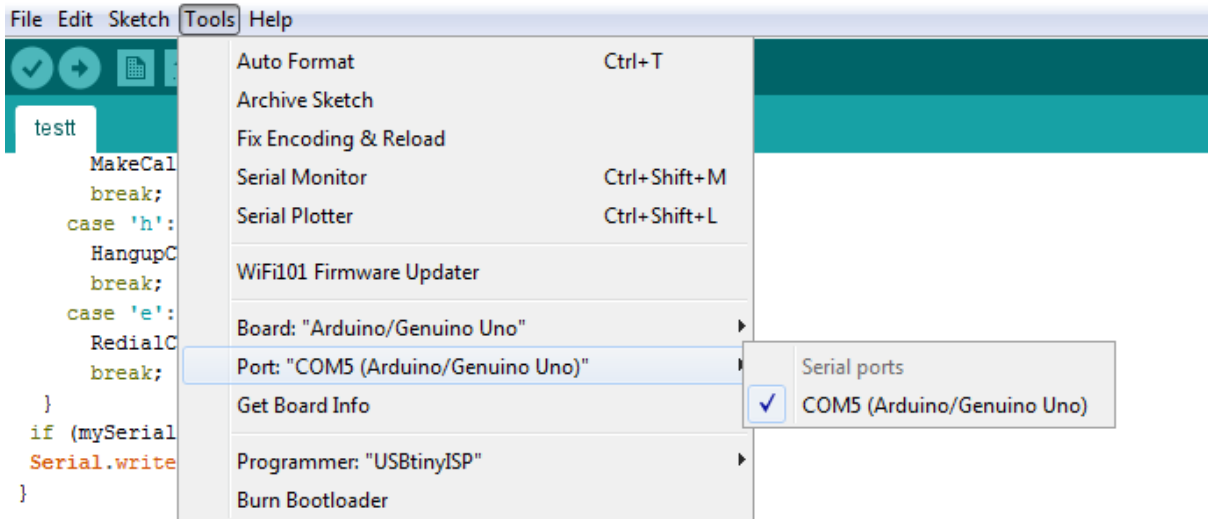 File Edit Sketch Tools Help
Auto Format Ctrl+T
Archive Sketch
testt
Fix Encoding & Reload
MakeCal
Serial Monitor Ctrl+Shift+M
break;
case 'h':
Serial Plotter Ctrl+Shift+L
HangupC
break;
WiFi101 Firmware Updater
case 'e':
Board: "Arduino/Genuino Uno"
RedialC
break;
Port: "COM5 (Arduino/Genuino Uno)"
Serial ports
}
Get Board Info
COM5 (Arduino/Genuino Uno)
if (mySerial
Serial.write
Programmer: "USBtinyISP"
}
Burn Bootloader